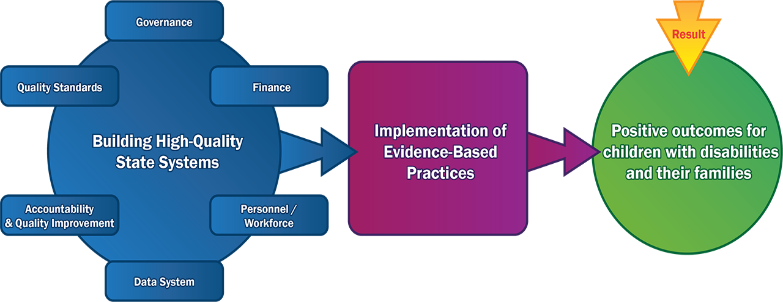 Governance
Quality Standards
Finance
Building High-Quality
State Systems
Accountability
& Quality Improvement
Personnel /
Workforce
Data System
Implementation of
Evidence-Based
Practices
Result
Positive outcomes for
children with disabilities
and their families